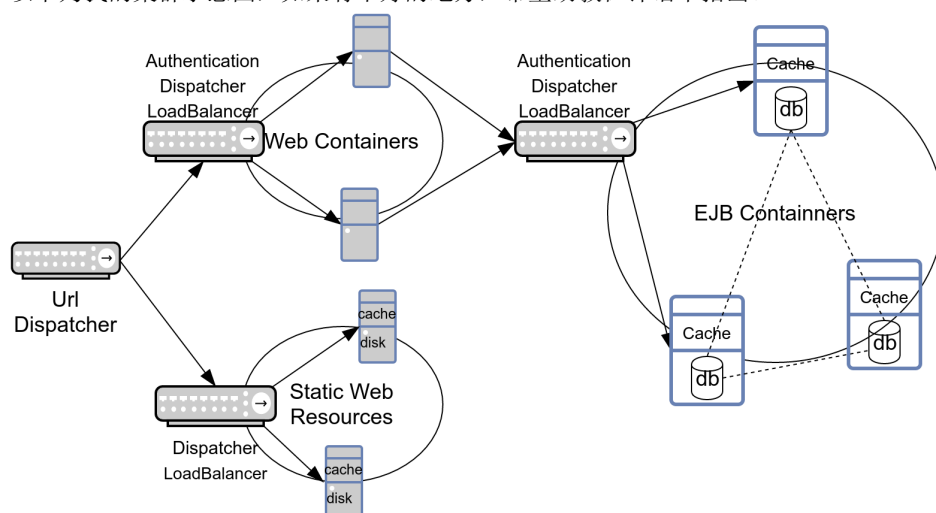 Authentication
Dispatcher
LoadBalancer
Web Containers
Authentication
Dispatcher
LoadBalancer
Cache
db
EJB Containners
Cache
db
Cache
db
Url
Dispatcher
cache
disk
Static Web
Resources
Dispatcher
LoadBalancer
cache
disk